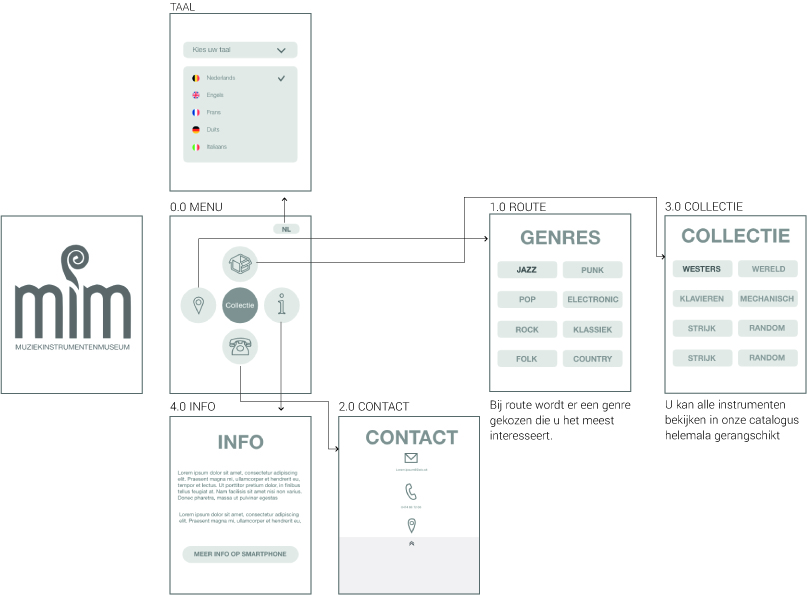 TAAL
Kies uw taal
Nederlands
Engels
Frans
Duits
Italiaans
mim
MUZIEKINSTRUMENTENMUSEUM
0.0 MENU
NL
Collectie
1.0 ROUTE
GENRES
JAZZ PUNK
POP ELECTRONIC
ROCK KLASSIEK
FOLK COUNTRY
Bij route wordt er een genre
gekozen die u het meest
interesseert.
3.0 COLLECTIE
COLLECTIE
WESTERS WERELD
KLAVIEREN MECHANISCH
STRIJK RANDOM
STRIJK RANDOM
U kan alle instrumenten
bekijken in onze catalogus
helemala gerangschikt
4.0 INFO
INFO
Lorem ipsum dolor sit amet, consectetur adipiscing
elit. Praesent magna mi, ullamcorper et hendrerit eu,
tempor et lectus. Ut porttitor pretium dolor, in finibus
tellus feugiat at. Nam facilisis sit amet nisi non varius.
Donec pharetra, massa ut pulvinar egestas
Lorem ipsum dolor sit amet, consectetur adipiscing
elit. Praesent magna mi, ullamcorper et hendrerit eu,
MEER INFO OP SMARTPHONE
2.0 CONTACT
CONTACT